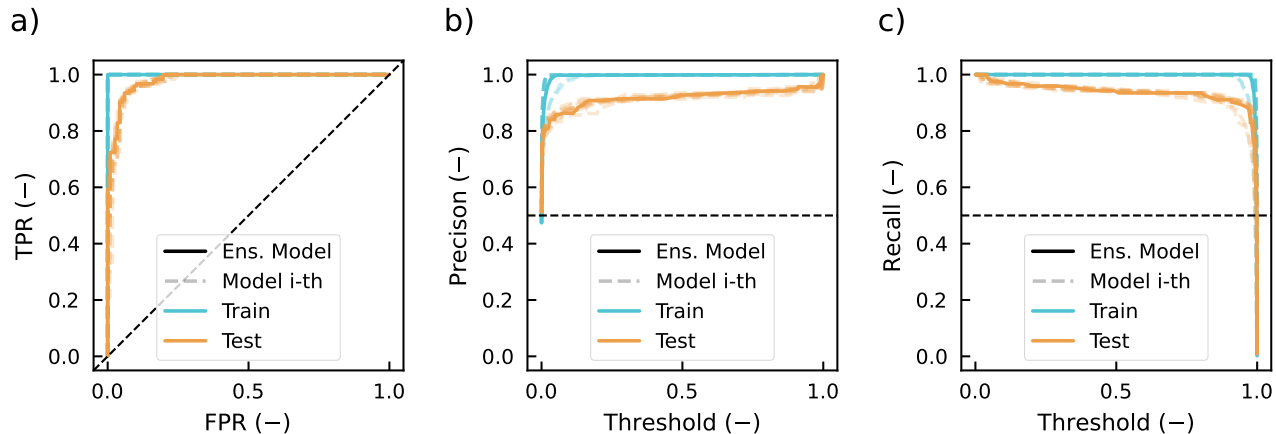 a)
1.0
0.8
0.6
0.4
0.2
0.0
TPR (−)
Ens. Model
Model i-th
Train
Test
0.0 0.5 1.0
FPR (−)
b)
1.0
0.8
0.6
0.4
0.2
0.0
Precison (−)
Ens. Model
Model i-th
Train
Test
0.0 0.5 1.0
Threshold (−)
c)
1.0
0.8
0.6
0.4
0.2
0.0
Recall (−)
Ens. Model
Model i-th
Train
Test
0.0 0.5 1.0
Threshold (−)